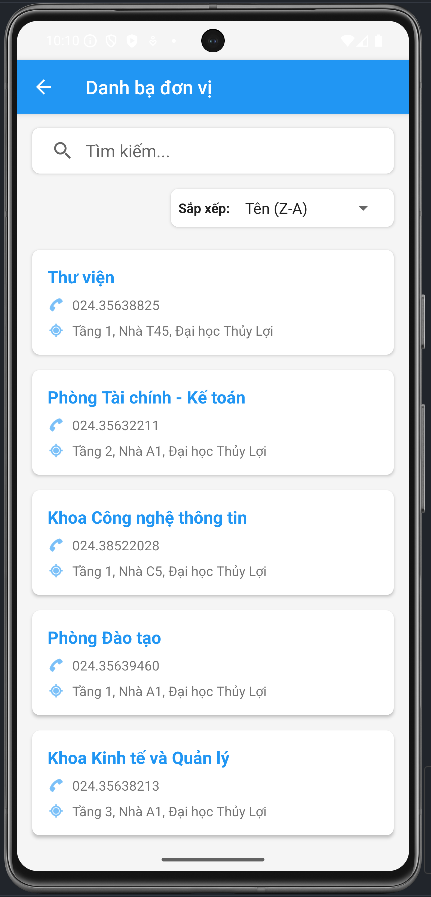 10:10
Danh bạ đơn vị
Tìm kiếm...
Sắp xếp: Tên (Z-A)
Thư viện
024.35638825
Tầng 1, Nhà T45, Đại học Thủy Lợi
Phòng Tài chính - Kế toán
024.35632211
Tầng 2, Nhà A1, Đại học Thủy Lợi
Khoa Công nghệ thông tin
024.38522028
Tầng 1, Nhà C5, Đại học Thủy Lợi
Phòng Đào tạo
024.35639460
Tầng 1, Nhà A1, Đại học Thủy Lợi
Khoa Kinh tế và Quản lý
024.35638213
Tầng 3, Nhà A1, Đại học Thủy Lợi